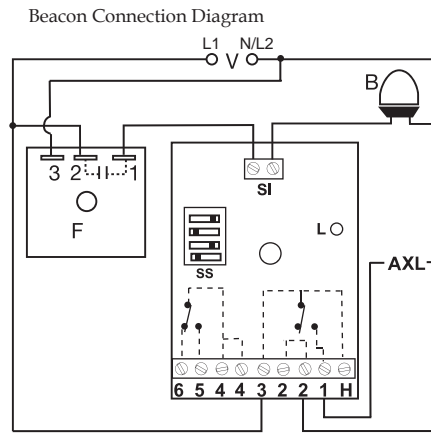 Beacon Connection Diagram
L1 V N/L2
B
3 2 1
F
SI
L
SS
AXL
6 5 4 4 3 2 2 1 H